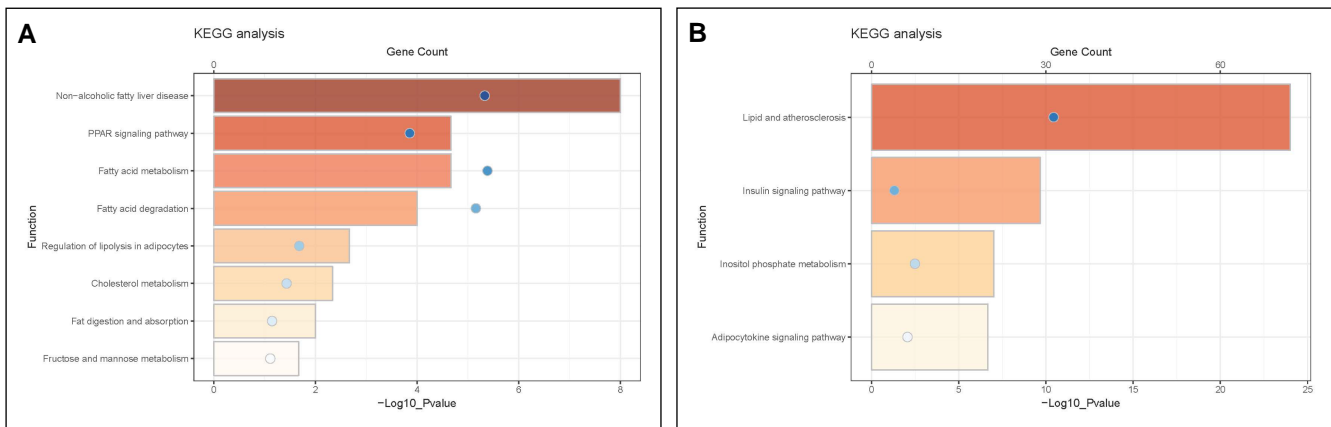 A
KEGG analysis
Gene Count
0
Non-alcoholic fatty liver disease
PPAR signaling pathway
Fatty acid metabolism
Fatty acid degradation
Regulation of lipolysis in adipocytes
Cholesterol metabolism
Fat digestion and absorption
Fructose and mannose metabolism
Function
0 2 4 6 8
−Log10_Pvalue
B
KEGG analysis
Gene Count
0 30 60
Lipid and atherosclerosis
Insulin signaling pathway
Inositol phosphate metabolism
Adipocytokine signaling pathway
Function
0 5 10 15 20 25
−Log10_Pvalue